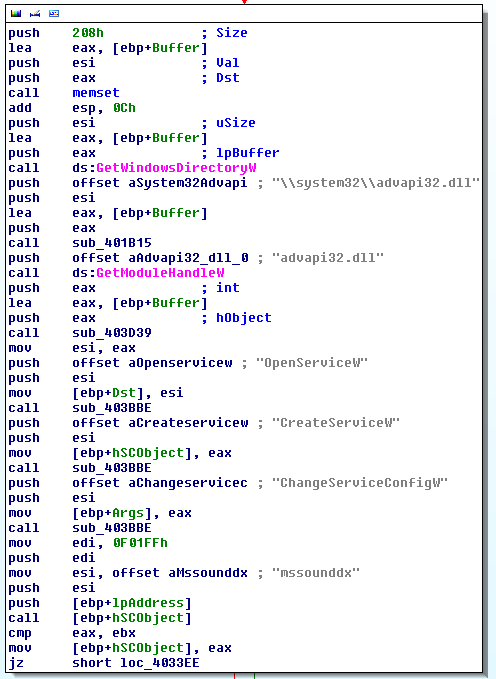 push 208h ; Size
lea eax, [ebp+Buffer]
push esi ; Val
push eax ; Dst
call memset
add esp, 0Ch
push esi ; uSize
lea eax, [ebp+Buffer]
push eax ; lpBuffer
call ds:GetWindowsDirectoryW
push offset aSystem32Advapi ; "\\system32\\advapi32.dll"
push esi
lea eax, [ebp+Buffer]
push eax
call sub_401B15
push offset aAdvapi32_dll_0 ; "advapi32.dll"
call ds:GetModuleHandleW
push eax ; int
lea eax, [ebp+Buffer]
push eax ; hObject
call sub_403D39
mov esi, eax
push offset aOpenservicew ; "OpenServiceW"
push esi
mov [ebp+Dst], esi
call sub_403BBE
push offset aCreateservicew ; "CreateServiceW"
push esi
mov [ebp+hSCObject], eax
call sub_403BBE
push offset aChangeservicec ; "ChangeServiceConfigW"
push esi
mov [ebp+Args], eax
call sub_403BBE
mov edi, 0F01FFh
push edi
mov esi, offset aMssounddx ; "mssounddx"
push esi
push [ebp+lpAddress]
call [ebp+hSCObject]
cmp eax, ebx
mov [ebp+hSCObject], eax
jz short loc_4033EE